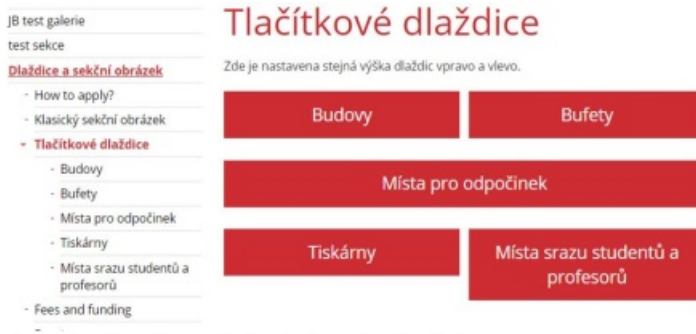 JB test galerie
test sekce
Dlaždice a sekční obrázek
- How to apply?
- Klasický sekční obrázek
Tlačítkové dlaždice
- Budovy
- Bufety
- Místa pro odpočinek
- Tiskárny
- Místa srazu studentů a
profesorů
- Fees and funding
Tlačítkové dlaždice
Zde je nastavena stejná výška dlaždic vpravo a vlevo.
Budovy
Bufety
Místa pro odpočinek
Tiskárny
Místa srazu studentů a
profesorů